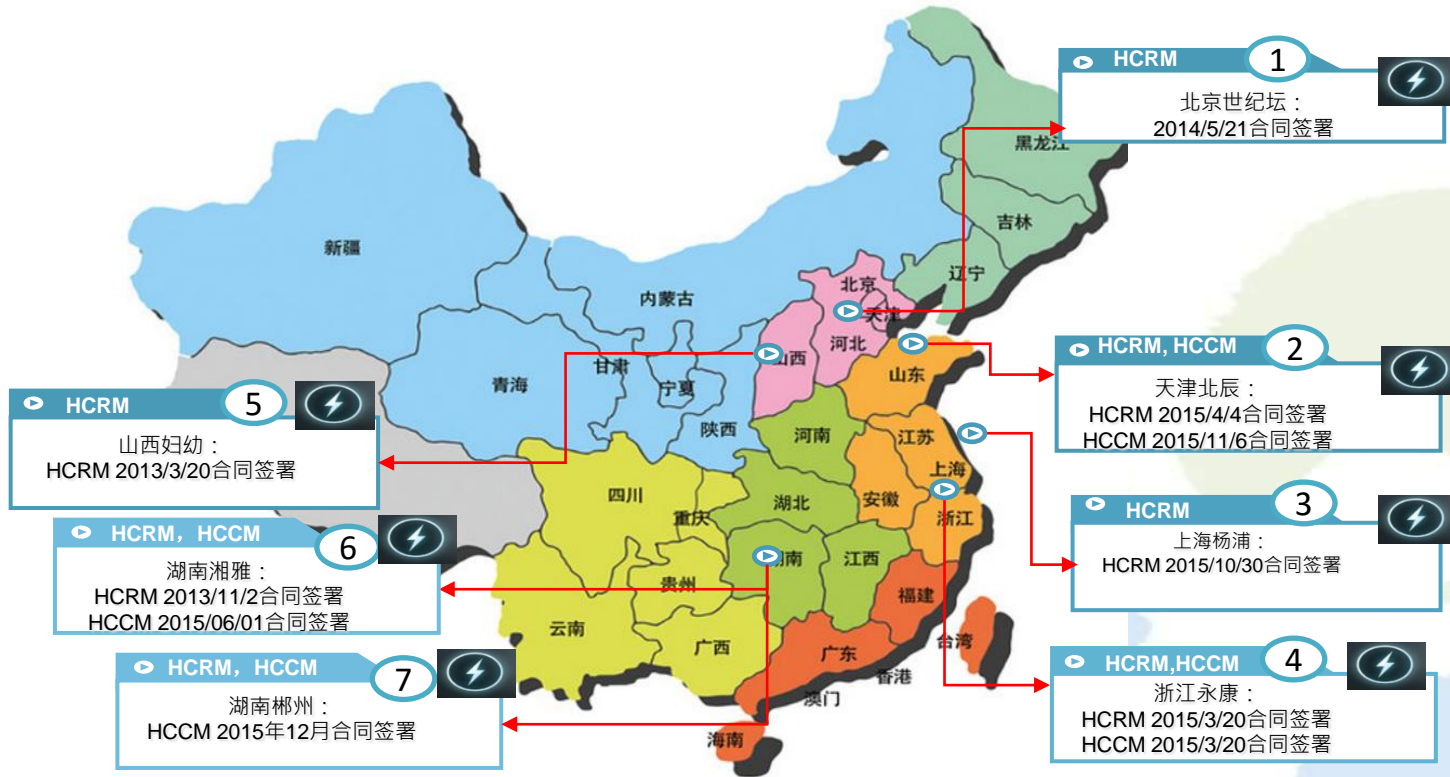 HCRM
1
北京世纪坛：
2014/5/21合同签署
HCRM, HCCM
2
天津北辰：
HCRM 2015/4/4合同签署
HCCM 2015/11/6合同签署
HCRM
3
上海杨浦：
HCRM 2015/10/30合同签署
HCRM,HCCM
4
浙江永康：
HCRM 2015/3/20合同签署
HCCM 2015/3/20合同签署
HCRM
5
山西妇幼：
HCRM 2013/3/20合同签署
HCRM，HCCM
6
湖南湘雅：
HCRM 2013/11/2合同签署
HCCM 2015/06/01合同签署
HCRM，HCCM
7
湖南郴州：
HCCM 2015年12月合同签署
黑龙江
吉林
辽宁
新疆
内蒙古
北京
天津
河北
山西
山东
青海
甘肃
宁夏
陕西
河南
江苏
上海
安徽
浙江
四川
重庆
湖北
湖南
江西
贵州
云南
广西
福建
台湾
广东
香港
澳门
海南